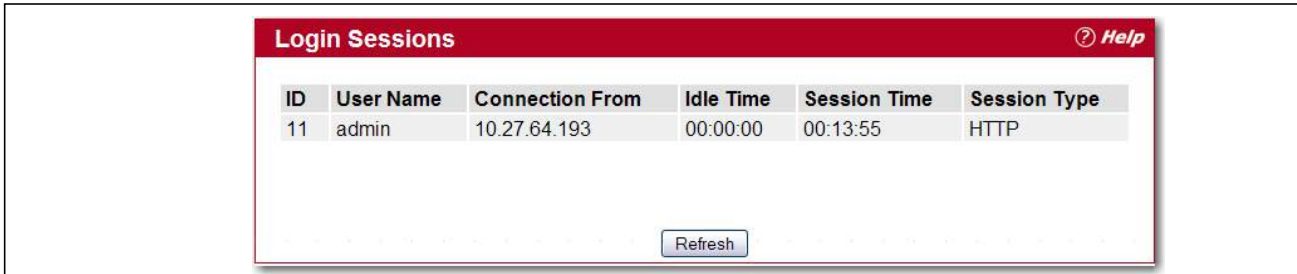 Login Sessions ? Help
ID User Name Connection From Idle Time Session Time Session Type
11 admin 10.27.64.193 00:00:00 00:13:55 HTTP
Refresh